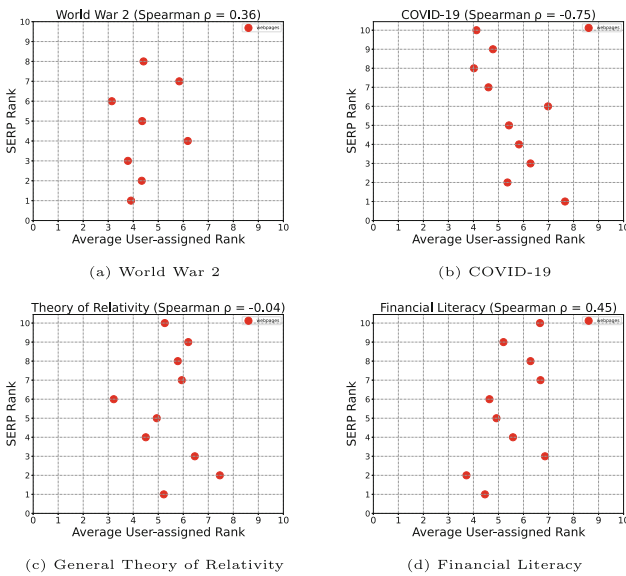 World War 2 (Spearman ρ = 0.36)
webpages
SERP Rank
10
9
8
7
6
5
4
3
2
1
0
0 1 2 3 4 5 6 7 8 9 10
Average User-assigned Rank
(a) World War 2
COVID-19 (Spearman ρ = -0.75)
webpages
SERP Rank
10
9
8
7
6
5
4
3
2
1
0
0 1 2 3 4 5 6 7 8 9 10
Average User-assigned Rank
(b) COVID-19
Theory of Relativity (Spearman ρ = -0.04)
webpages
SERP Rank
10
9
8
7
6
5
4
3
2
1
0
0 1 2 3 4 5 6 7 8 9 10
Average User-assigned Rank
(c) General Theory of Relativity
Financial Literacy (Spearman ρ = 0.45)
webpages
SERP Rank
10
9
8
7
6
5
4
3
2
1
0
0 1 2 3 4 5 6 7 8 9 10
Average User-assigned Rank
(d) Financial Literacy